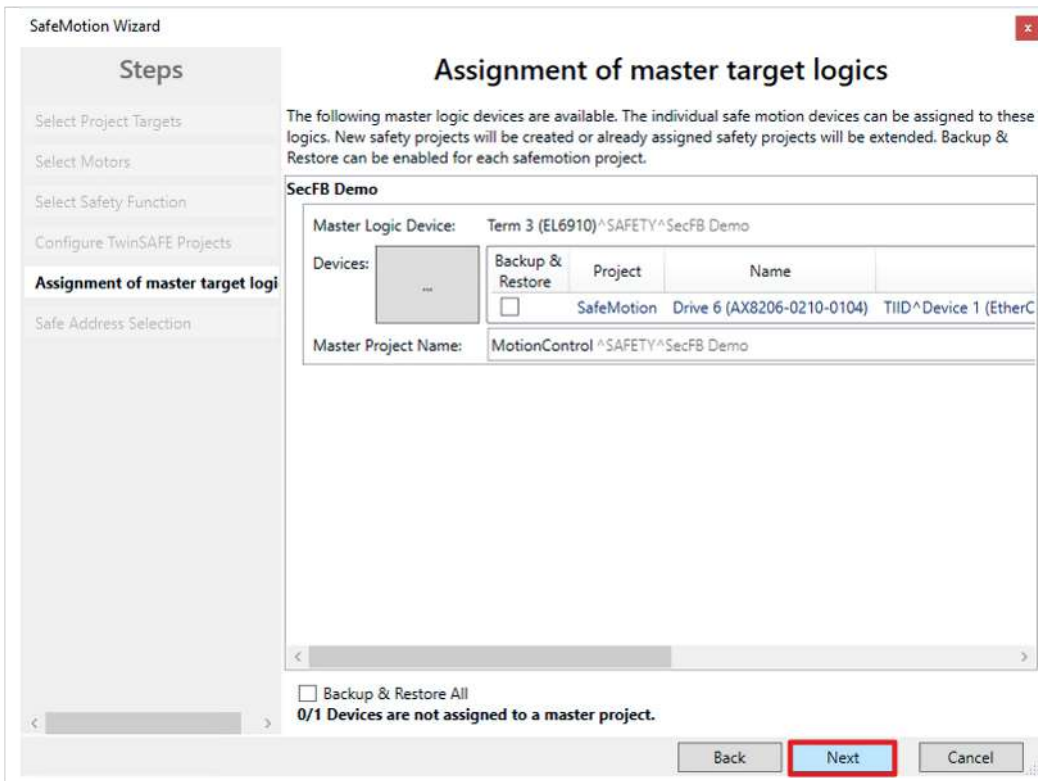 SafeMotion Wizard
x
Steps
Select Project Targets
Select Motors
Select Safety Function
Configure TwinSAFE Projects
Assignment of master target logi
Safe Address Selection
Assignment of master target logics
The following master logic devices are available. The individual safe motion devices can be assigned to these
logics. New safety projects will be created or already assigned safety projects will be extended. Backup &
Restore can be enabled for each safemotion project.
SecFB Demo
Master Logic Device: Term 3 (EL6910)^SAFETY^SecFB Demo
Devices:
...
Backup &
Restore
Project
Name
SafeMotion Drive 6 (AX8206-0210-0104) TIID^Device 1 (EtherC
Master Project Name: MotionControl ^SAFETY^SecFB Demo
Backup & Restore All
0/1 Devices are not assigned to a master project.
Back
Next
Cancel